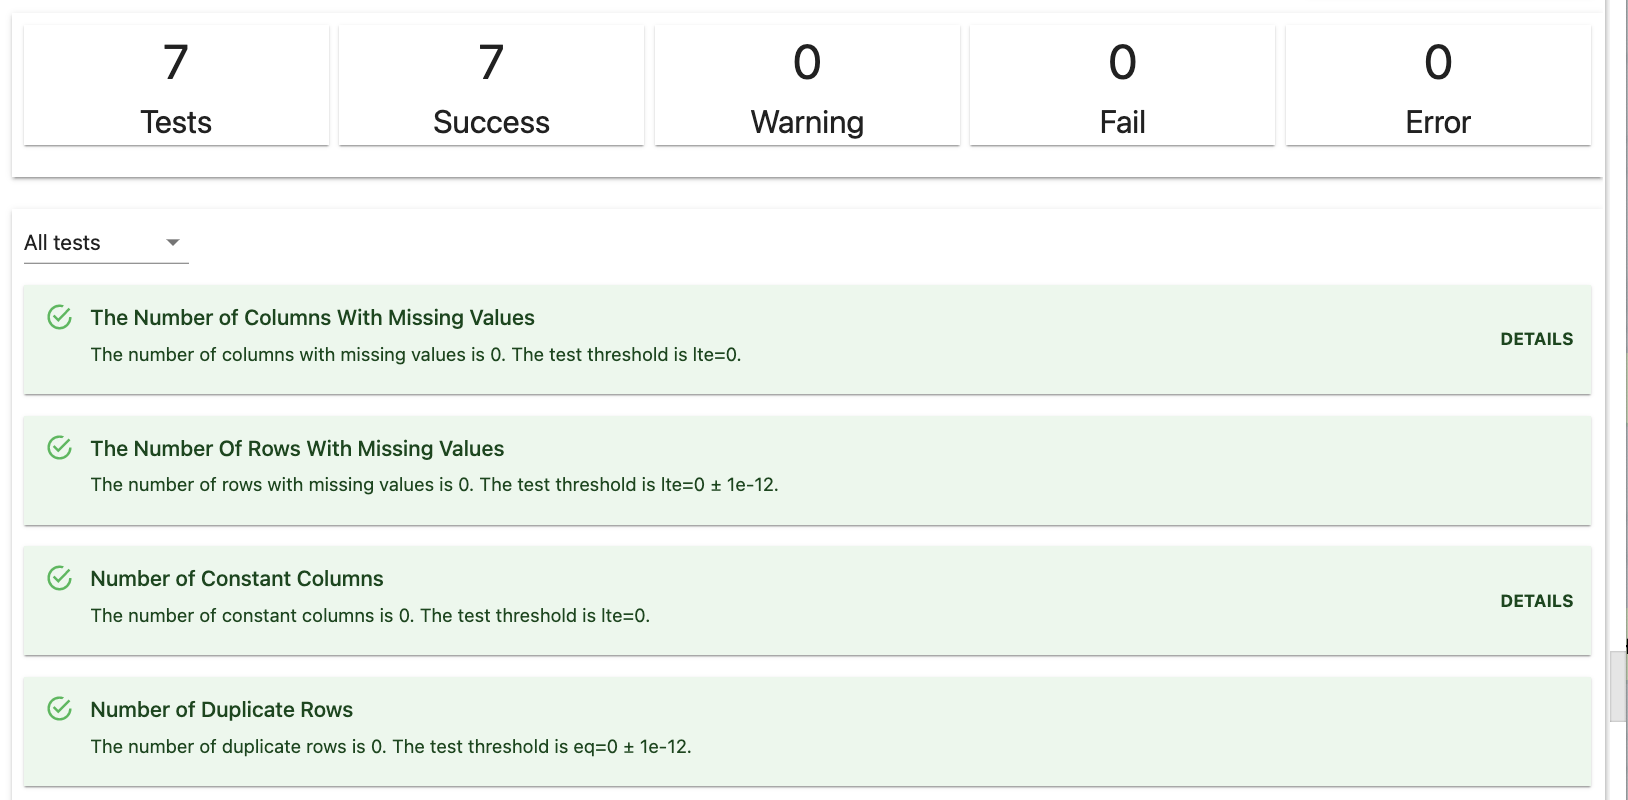 7
Tests
7
Success
0
Warning
0
Fail
0
Error
All tests
The Number of Columns With Missing Values
The number of columns with missing values is 0. The test threshold is lte=0.
DETAILS
The Number Of Rows With Missing Values
The number of rows with missing values is 0. The test threshold is lte=0 ± 1e-12.
Number of Constant Columns
The number of constant columns is 0. The test threshold is lte=0.
DETAILS
Number of Duplicate Rows
The number of duplicate rows is 0. The test threshold is eq=0 ± 1e-12.